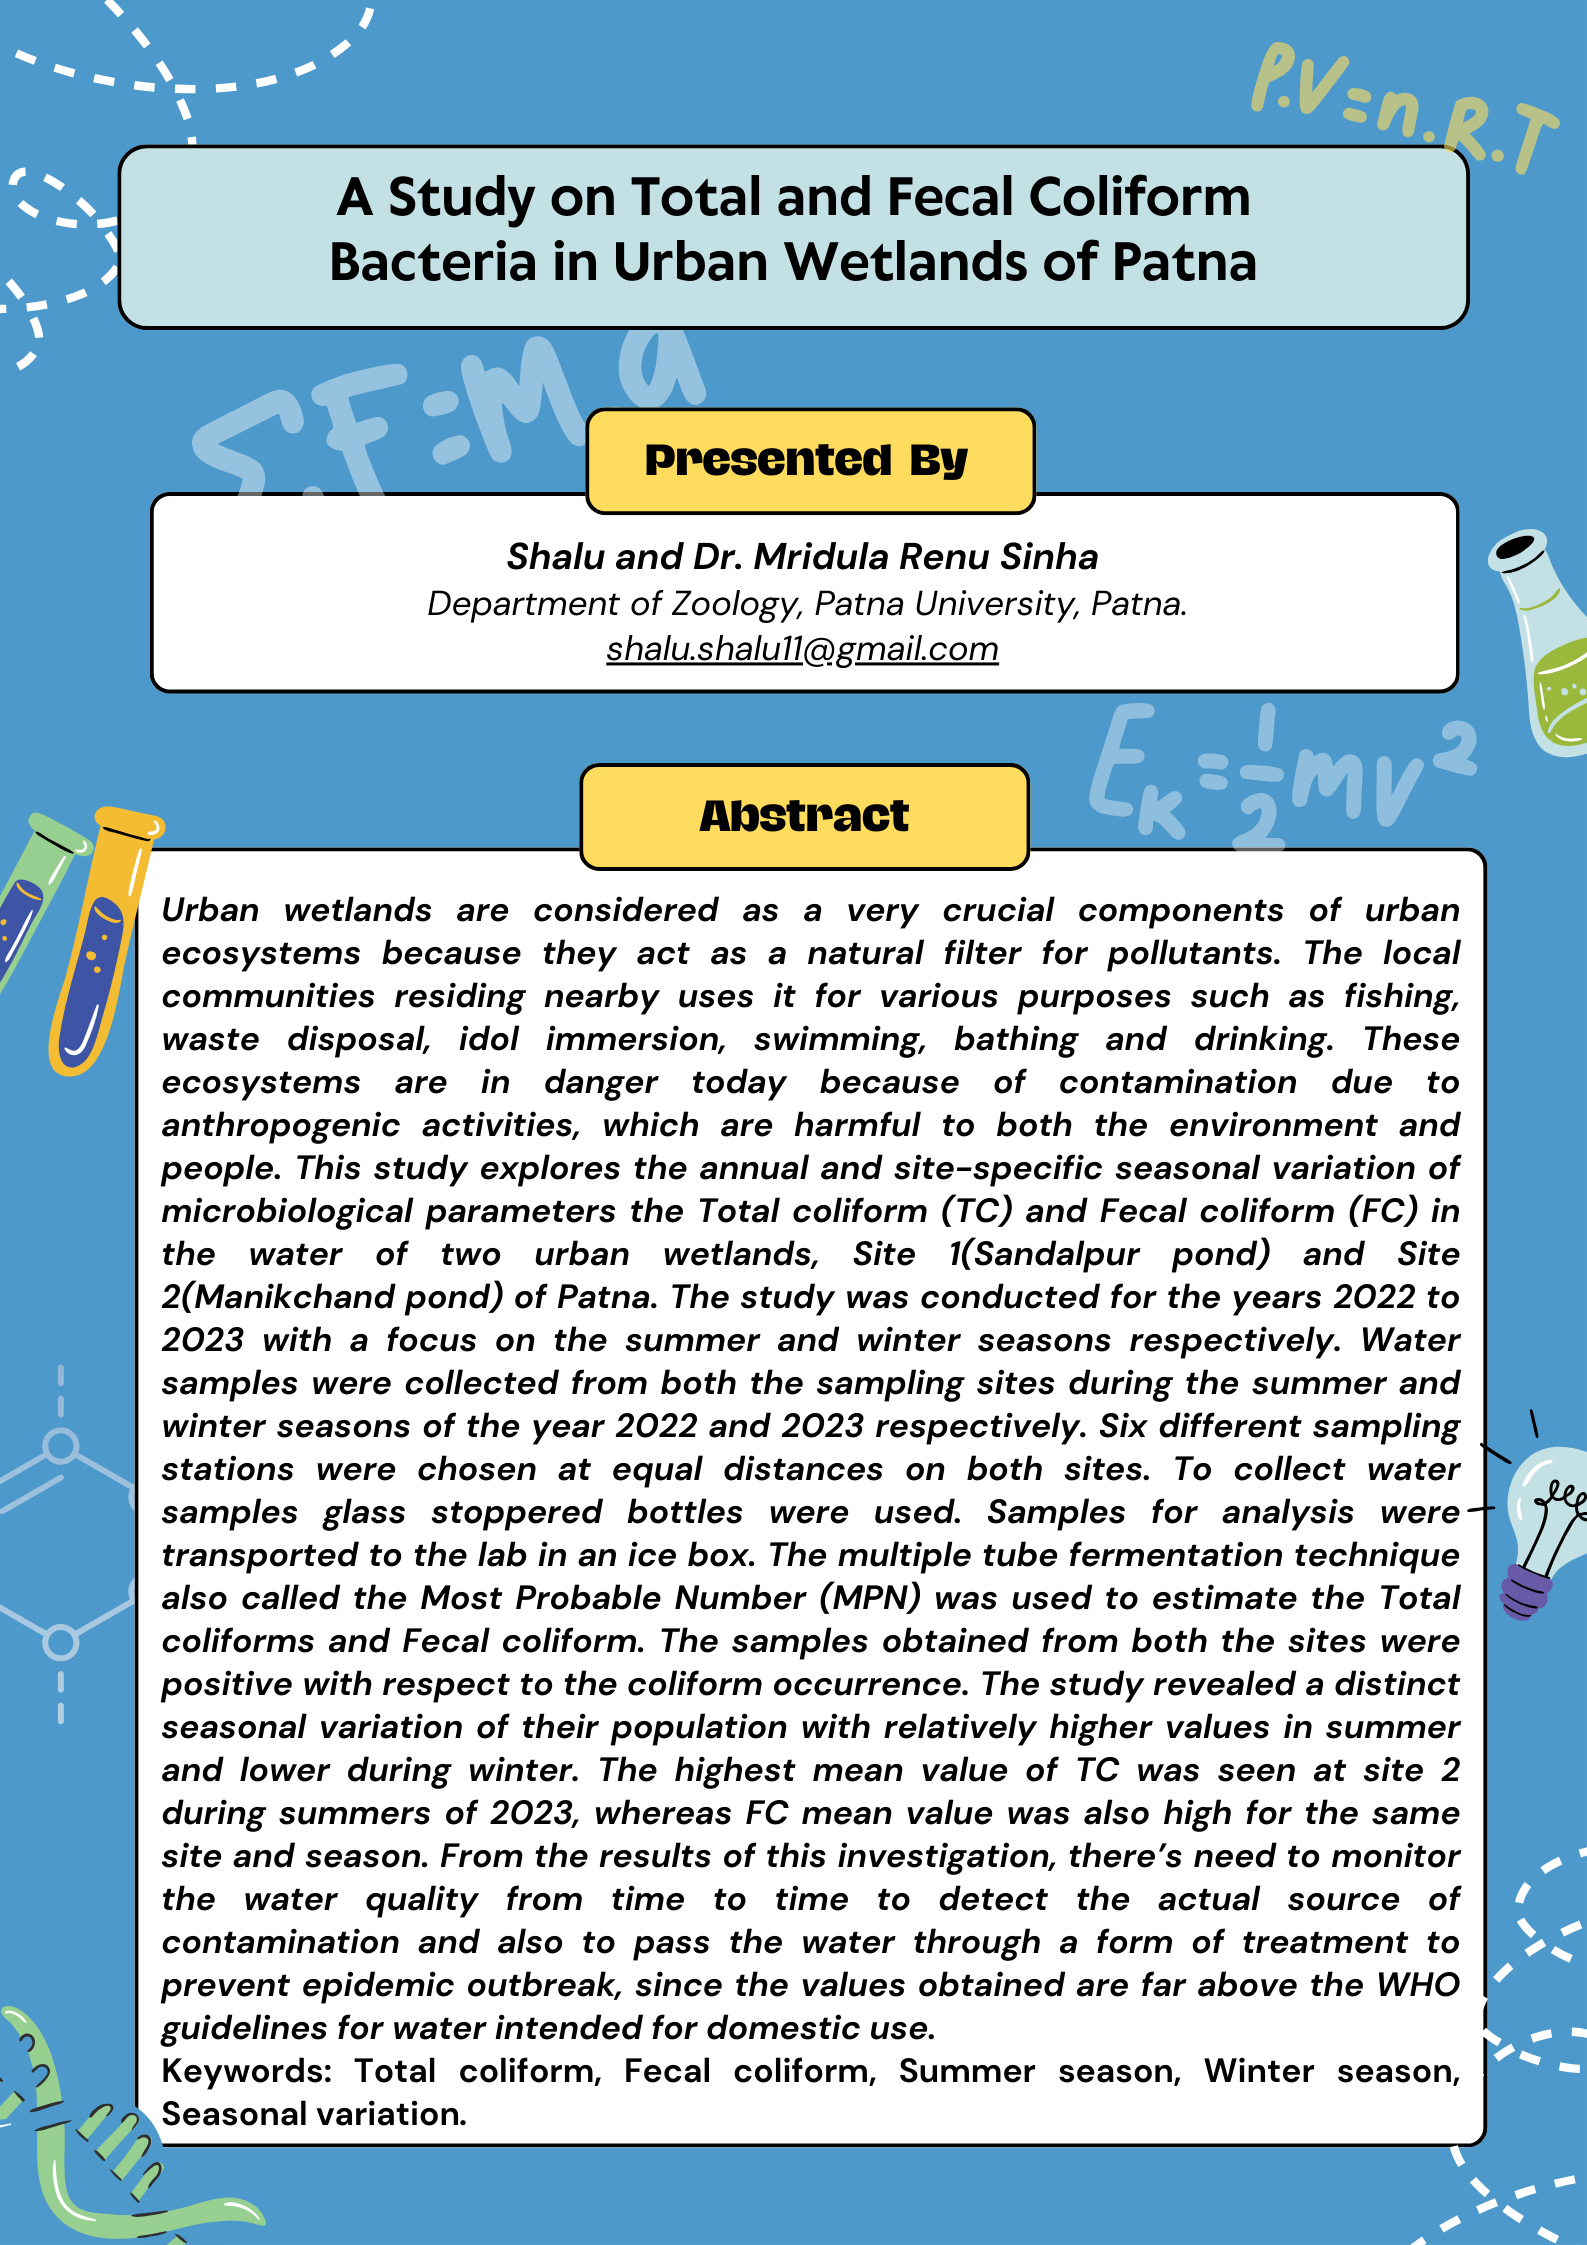 P.V=n.R.T
A Study on Total and Fecal Coliform
Bacteria in Urban Wetlands of Patna
Σ.F=m.a
Presented By
Shalu and Dr. Mridula Renu Sinha
Department of Zoology, Patna University, Patna.
shalu.shalu11@gmail.com
Eₖ=½mv²
Abstract
Urban wetlands are considered as a very crucial components of urban
ecosystems because they act as a natural filter for pollutants. The local
communities residing nearby uses it for various purposes such as fishing,
waste disposal, idol immersion, swimming, bathing and drinking. These
ecosystems are in danger today because of contamination due to
anthropogenic activities, which are harmful to both the environment and
people. This study explores the annual and site-specific seasonal variation of
microbiological parameters the Total coliform (TC) and Fecal coliform (FC) in
the water of two urban wetlands, Site 1(Sandalpur pond) and Site
2(Manikchand pond) of Patna. The study was conducted for the years 2022 to
2023 with a focus on the summer and winter seasons respectively. Water
samples were collected from both the sampling sites during the summer and
winter seasons of the year 2022 and 2023 respectively. Six different sampling
stations were chosen at equal distances on both sites. To collect water
samples glass stoppered bottles were used. Samples for analysis were
transported to the lab in an ice box. The multiple tube fermentation technique
also called the Most Probable Number (MPN) was used to estimate the Total
coliforms and Fecal coliform. The samples obtained from both the sites were
positive with respect to the coliform occurrence. The study revealed a distinct
seasonal variation of their population with relatively higher values in summer
and lower during winter. The highest mean value of TC was seen at site 2
during summers of 2023, whereas FC mean value was also high for the same
site and season. From the results of this investigation, there’s need to monitor
the water quality from time to time to detect the actual source of
contamination and also to pass the water through a form of treatment to
prevent epidemic outbreak, since the values obtained are far above the WHO
guidelines for water intended for domestic use.
Keywords: Total coliform, Fecal coliform, Summer season, Winter season,
Seasonal variation.